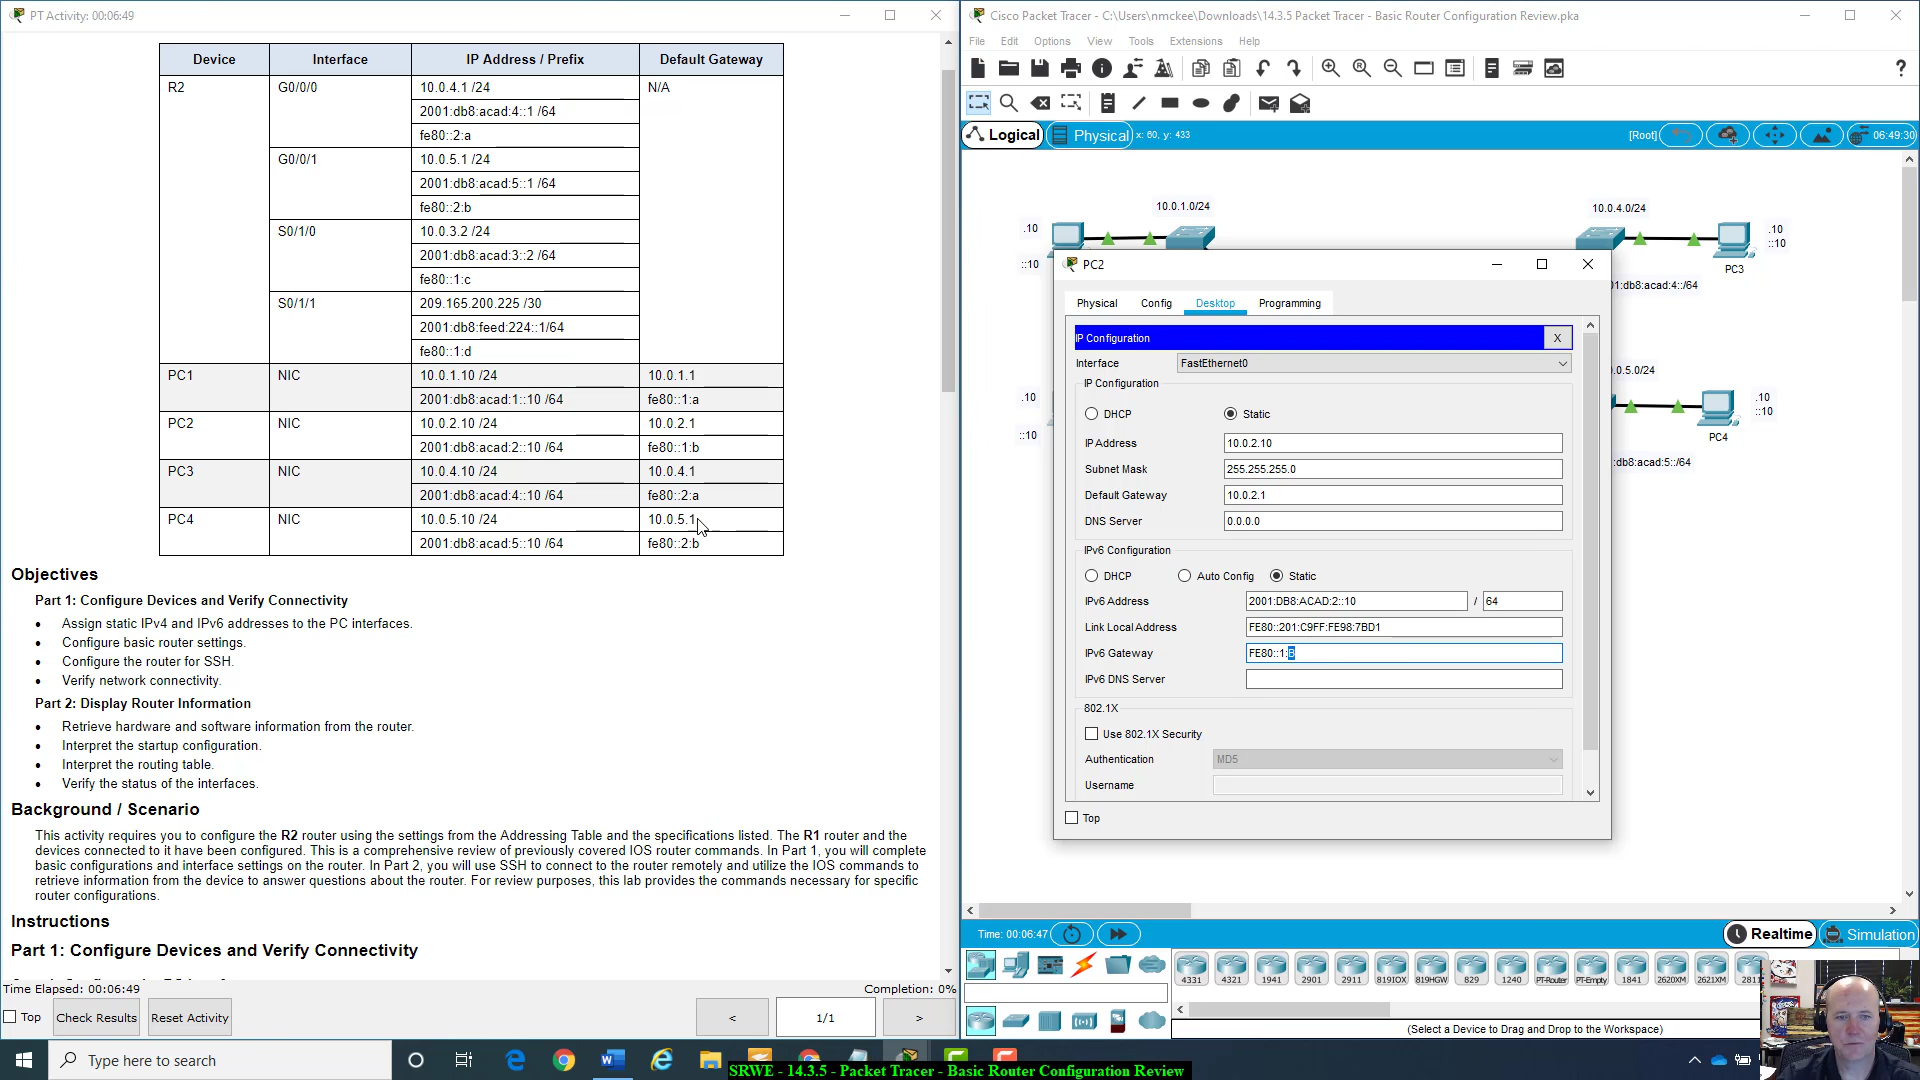 PT Activity: 00:06:49
Device Interface IP Address / Prefix Default Gateway
R2 G0/0/0 10.0.4.1 /24 N/A
2001:db8:acad:4::1 /64
fe80::2:a
G0/0/1 10.0.5.1 /24
2001:db8:acad:5::1 /64
fe80::2:b
S0/1/0 10.0.3.2 /24
2001:db8:acad:3::2 /64
fe80::1:c
S0/1/1 209.165.200.225 /30
2001:db8:feed:224::1/64
fe80::1:d
PC1 NIC 10.0.1.10 /24 10.0.1.1
2001:db8:acad:1::10 /64 fe80::1:a
PC2 NIC 10.0.2.10 /24 10.0.2.1
2001:db8:acad:2::10 /64 fe80::1:b
PC3 NIC 10.0.4.10 /24 10.0.4.1
2001:db8:acad:4::10 /64 fe80::2:a
PC4 NIC 10.0.5.10 /24 10.0.5.1
2001:db8:acad:5::10 /64 fe80::2:b
Objectives
Part 1: Configure Devices and Verify Connectivity
• Assign static IPv4 and IPv6 addresses to the PC interfaces.
• Configure basic router settings.
• Configure the router for SSH.
• Verify network connectivity.
Part 2: Display Router Information
• Retrieve hardware and software information from the router.
• Interpret the startup configuration.
• Interpret the routing table.
• Verify the status of the interfaces.
Background / Scenario
This activity requires you to configure the R2 router using the settings from the Addressing Table and the specifications listed. The R1 router and the
devices connected to it have been configured. This is a comprehensive review of previously covered IOS router commands. In Part 1, you will complete
basic configurations and interface settings on the router. In Part 2, you will use SSH to connect to the router remotely and utilize the IOS commands to
retrieve information from the device to answer questions about the router. For review purposes, this lab provides the commands necessary for specific
router configurations.
Instructions
Part 1: Configure Devices and Verify Connectivity
Time Elapsed: 00:06:49 Completion: 0%
Top Check Results Reset Activity < 1/1 >
Cisco Packet Tracer - C:\Users\nmckee\Downloads\14.3.5 Packet Tracer - Basic Router Configuration Review.pka
File Edit Options View Tools Extensions Help
?
Logical Physical x: 60, y: 433 [Root] 06:49:30
10.0.1.0/24 10.0.4.0/24
.10 .10
::10 ::10
PC3
01:db8:acad:4::/64
.0.5.0/24
.10 .10
::10 ::10
PC4
db8:acad:5::/64
PC2
Physical Config Desktop Programming
IP Configuration X
Interface FastEthernet0
IP Configuration
DHCP Static
IP Address 10.0.2.10
Subnet Mask 255.255.255.0
Default Gateway 10.0.2.1
DNS Server 0.0.0.0
IPv6 Configuration
DHCP Auto Config Static
IPv6 Address 2001:DB8:ACAD:2::10 / 64
Link Local Address FE80::201:C9FF:FE98:7BD1
IPv6 Gateway FE80::1:B
IPv6 DNS Server
802.1X
Use 802.1X Security
Authentication MD5
Username
Top
Time: 00:06:47 Realtime Simulation
4331 4321 1941 2901 2911 819IOX 819HGW 829 1240 PT-Router PT-Empty 1841 2620XM 2621XM 2811
(Select a Device to Drag and Drop to the Workspace)
Type here to search
SRWE - 14.3.5 - Packet Tracer - Basic Router Configuration Review